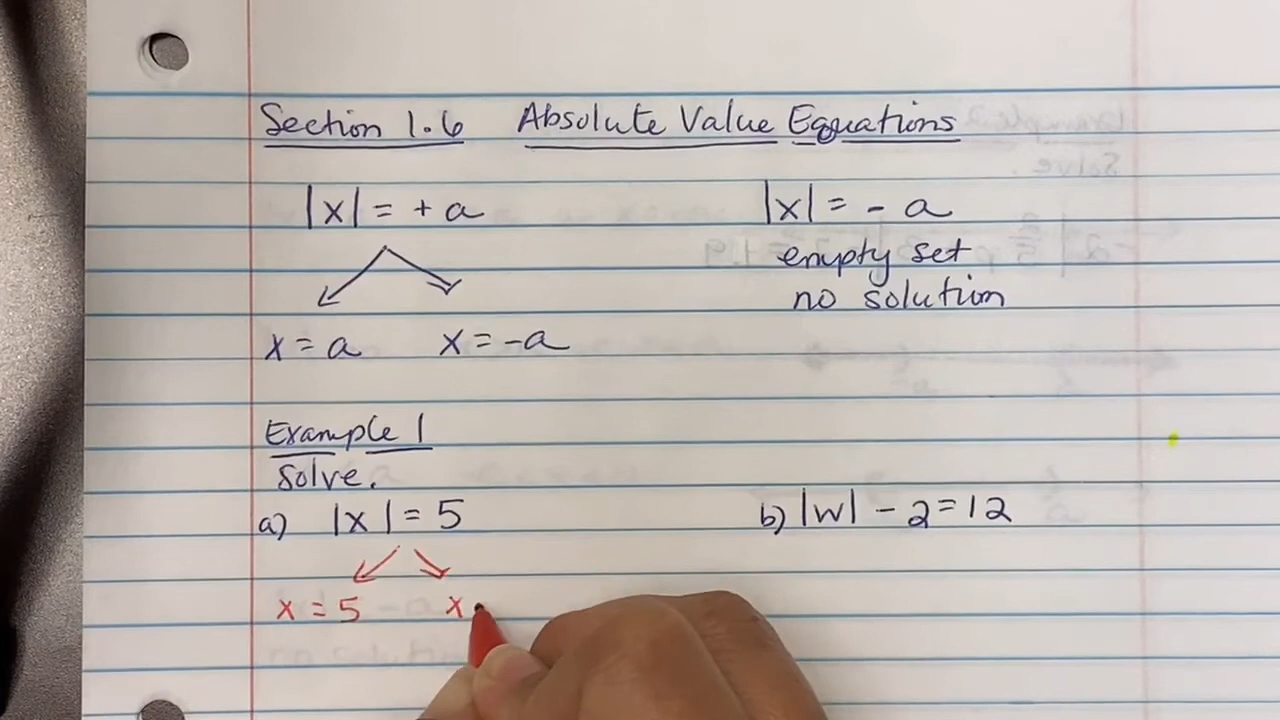 Section 1.6 Absolute Value Equations
|x| = + a
x = a x = -a
|x| = - a
empty set
no solution
Example 1
Solve.
a) |x| = 5
x = 5 x
b) |w| - 2 = 12